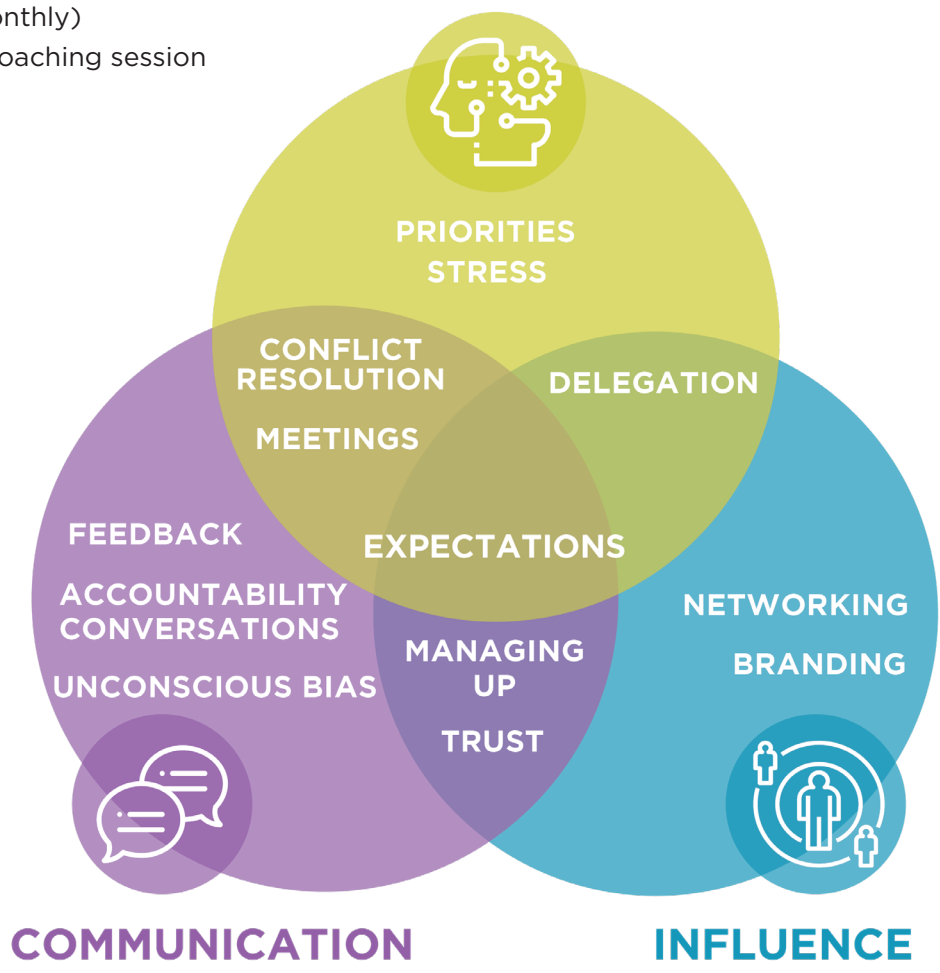 onthly)
oaching session
PRIORITIES
STRESS
CONFLICT
RESOLUTION
DELEGATION
MEETINGS
FEEDBACK
EXPECTATIONS
ACCOUNTABILITY
CONVERSATIONS
NETWORKING
MANAGING
UP
BRANDING
UNCONSCIOUS BIAS
TRUST
COMMUNICATION
INFLUENCE